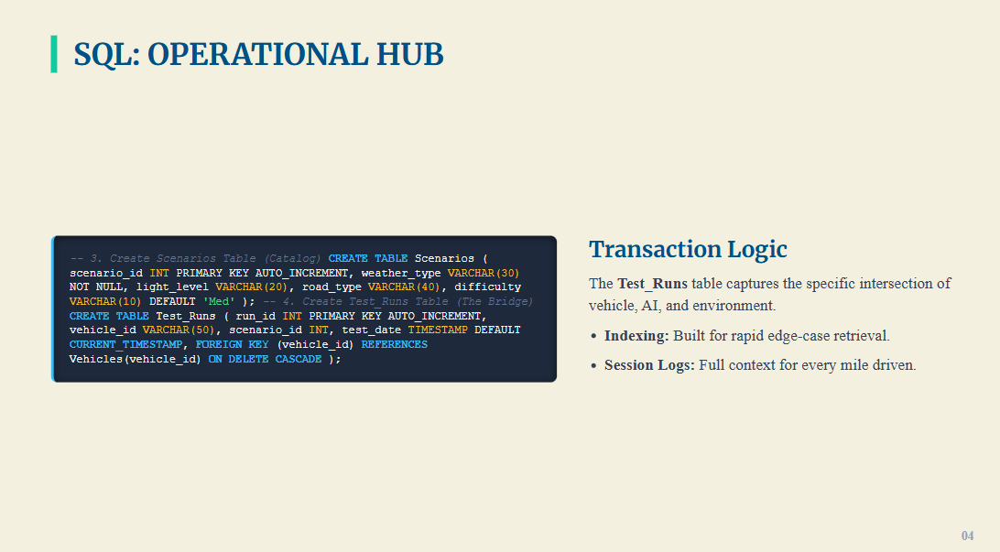 SQL: OPERATIONAL HUB
-- 3. Create Scenarios Table (Catalog) CREATE TABLE Scenarios (
scenario_id INT PRIMARY KEY AUTO_INCREMENT, weather_type VARCHAR(30)
NOT NULL, light_level VARCHAR(20), road_type VARCHAR(40), difficulty
VARCHAR(10) DEFAULT 'Med' ); -- 4. Create Test_Runs Table (The Bridge)
CREATE TABLE Test_Runs ( run_id INT PRIMARY KEY AUTO_INCREMENT,
vehicle_id VARCHAR(50), scenario_id INT, test_date TIMESTAMP DEFAULT
CURRENT_TIMESTAMP, FOREIGN KEY (vehicle_id) REFERENCES
Vehicles(vehicle_id) ON DELETE CASCADE );
Transaction Logic
The Test_Runs table captures the specific intersection of
vehicle, AI, and environment.
• Indexing: Built for rapid edge-case retrieval.
• Session Logs: Full context for every mile driven.
04